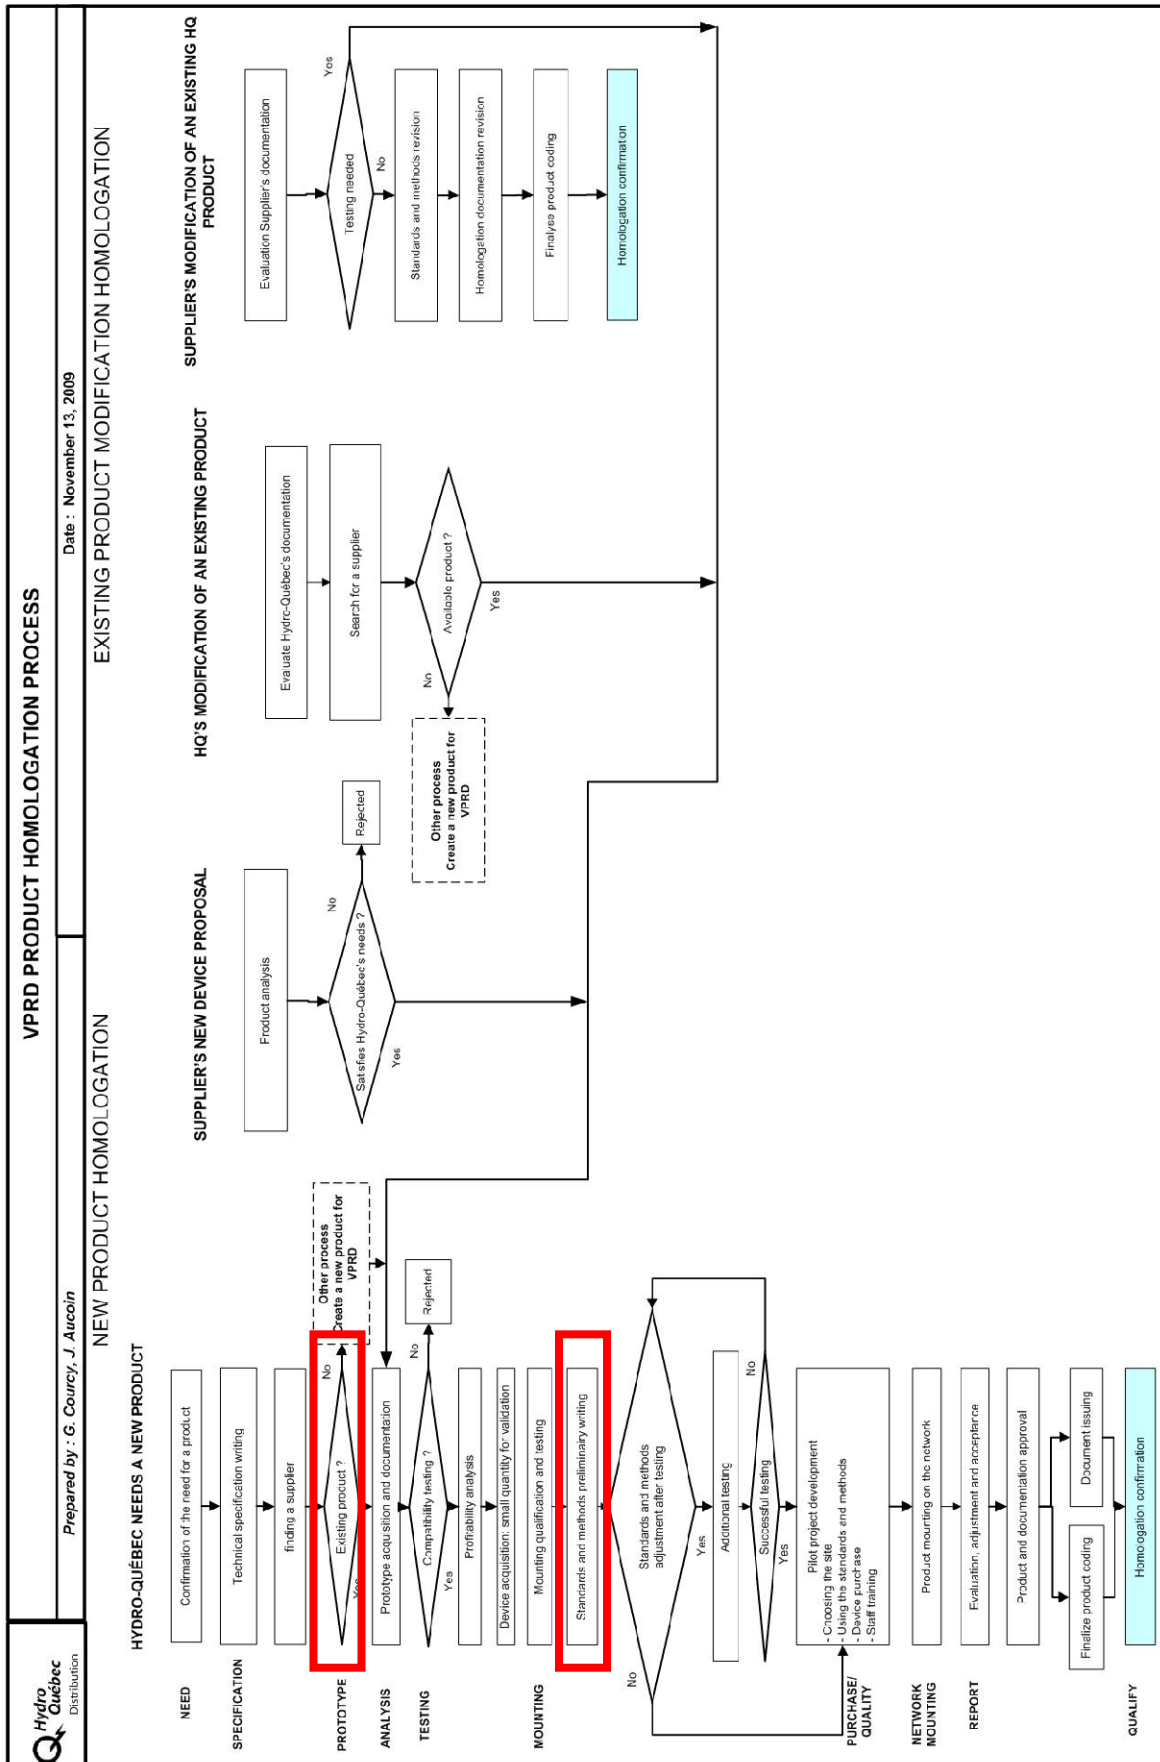 Hydro
Québec
Distribution
VPRD PRODUCT HOMOLOGATION PROCESS
Prepared by : G. Courcy, J. Aucoin
Date : November 13, 2009
NEW PRODUCT HOMOLOGATION
EXISTING PRODUCT MODIFICATION HOMOLOGATION
HYDRO-QUÉBEC NEEDS A NEW PRODUCT
NEED
SPECIFICATION
PROTOTYPE
ANALYSIS
TESTING
MOUNTING
PURCHASE/
QUALITY
NETWORK
MOUNTING
REPORT
QUALIFY
Confirmation of the need for a product
Technical specification writing
finding a supplier
Existing product ?
No
Yes
Other process
Create a new product for
VPRD
Prototype acquisition and documentation
Compatibility testing ?
No
Rejected
Yes
Profitability analysis
Device acquisition: small quantity for validation
Mounting qualification and testing
Standards and methods preliminairy writing
Standards and methods
adjustment after testing
No
Yes
Additional testing
Successful testing
No
Yes
Pilot project development
- Choosing the site
- Using the standards and methods
- Device purchase
- Staff training
Product mounting on the network
Evaluation, adjustment and acceptance
Product and documentation approval
Finalize product coding
Document issuing
Homologation confirmation
SUPPLIER'S NEW DEVICE PROPOSAL
Product analysis
Satisfies Hydro-Québec's needs ?
No
Rejected
Yes
HQ'S MODIFICATION OF AN EXISTING PRODUCT
Evaluate Hydro-Québec's documentation
Search for a supplier
Available product ?
No
Yes
Other process
Create a new product for
VPRD
SUPPLIER'S MODIFICATION OF AN EXISTING HQ
PRODUCT
Evaluation Supplier's documentation
Testing needed
Yes
No
Standards and methods revision
Homologation documentation revision
Finalyse product coding
Homologation confirmaton